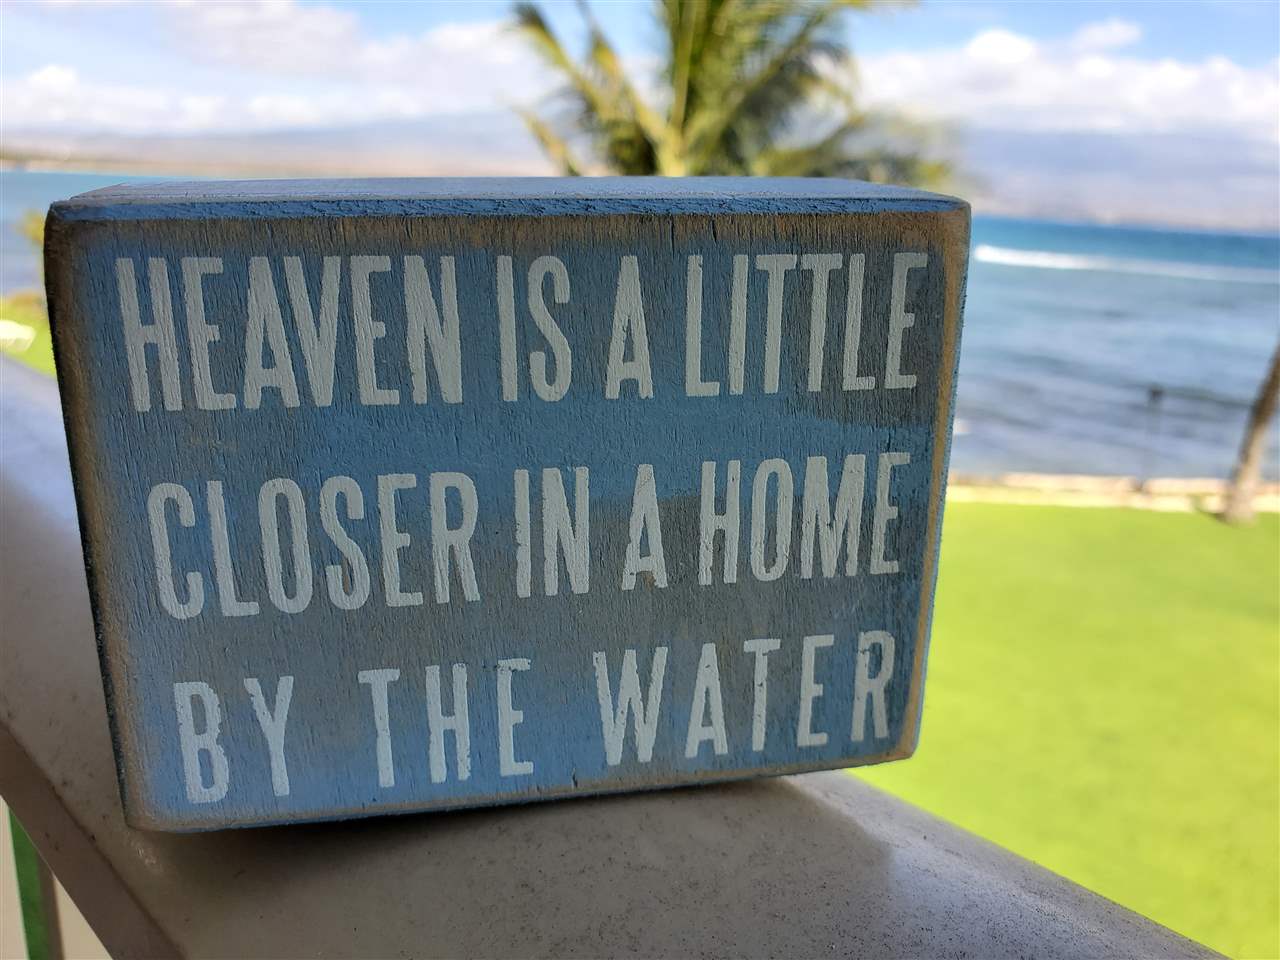 HEAVEN IS A LITTLE
CLOSER IN A HOME
BY THE WATER